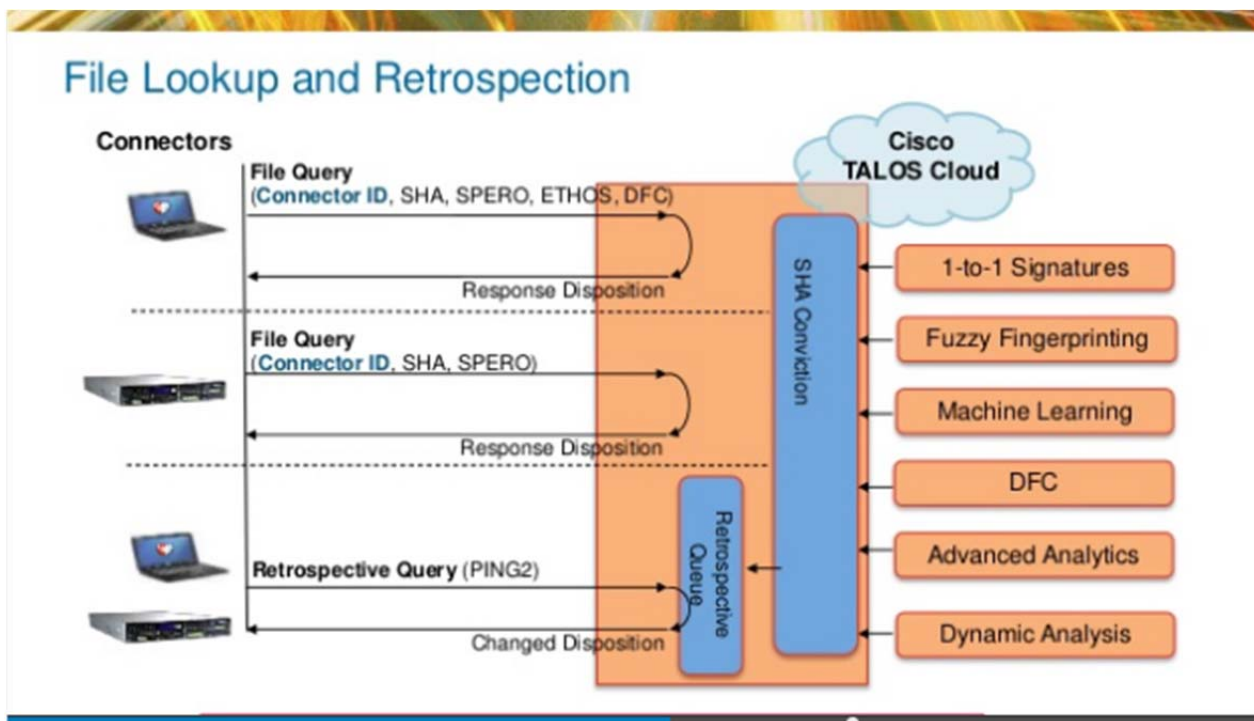 File Lookup and Retrospection
Connectors
Cisco
TALOS Cloud
File Query
(Connector ID, SHA, SPERO, ETHOS, DFC)
Response Disposition
File Query
(Connector ID, SHA, SPERO)
Response Disposition
Retrospective Query (PING2)
Changed Disposition
Retrospective
Queue
SHA Conviction
1-to-1 Signatures
Fuzzy Fingerprinting
Machine Learning
DFC
Advanced Analytics
Dynamic Analysis